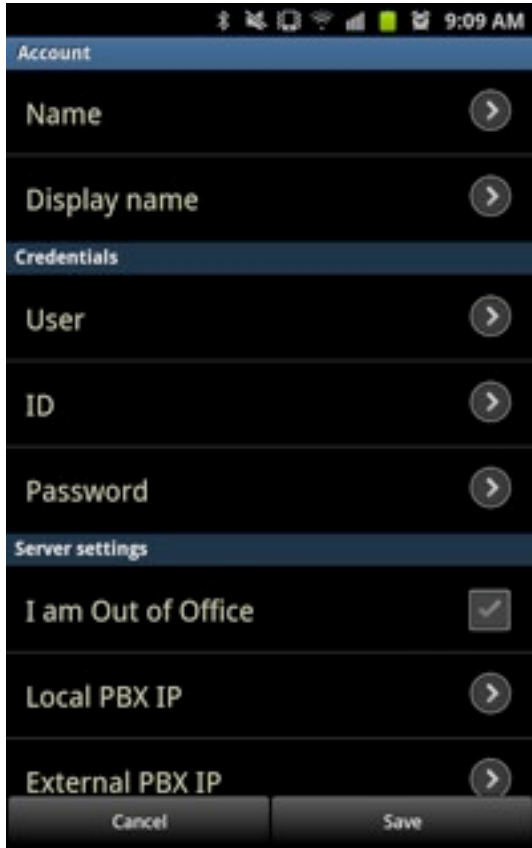 9:09 AM
Account
Name
Display name
Credentials
User
ID
Password
Server settings
I am Out of Office
Local PBX IP
External PBX IP
Cancel Save